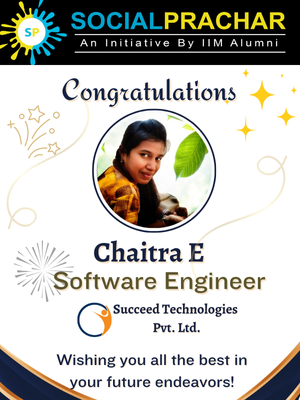 SP
SOCIALPRACHAR
An Initiative By IIM Alumni
Congratulations
Chaitra E
Software Engineer
Succeed Technologies
Pvt. Ltd.
Wishing you all the best in
your future endeavors!